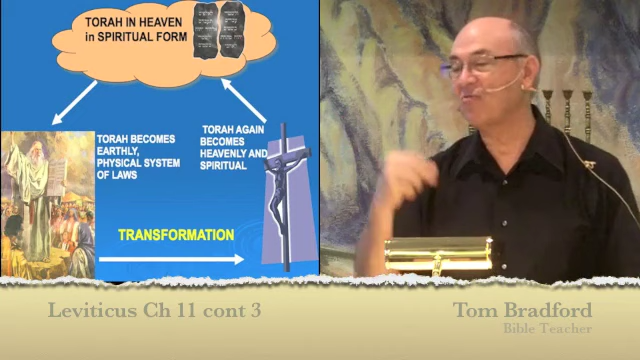 TORAH IN HEAVEN
in SPIRITUAL FORM
TORAH BECOMES
EARTHLY,
PHYSICAL SYSTEM
OF LAWS
TORAH AGAIN
BECOMES
HEAVENLY AND
SPIRITUAL
TRANSFORMATION
Leviticus Ch 11 cont 3
Tom Bradford
Bible Teacher